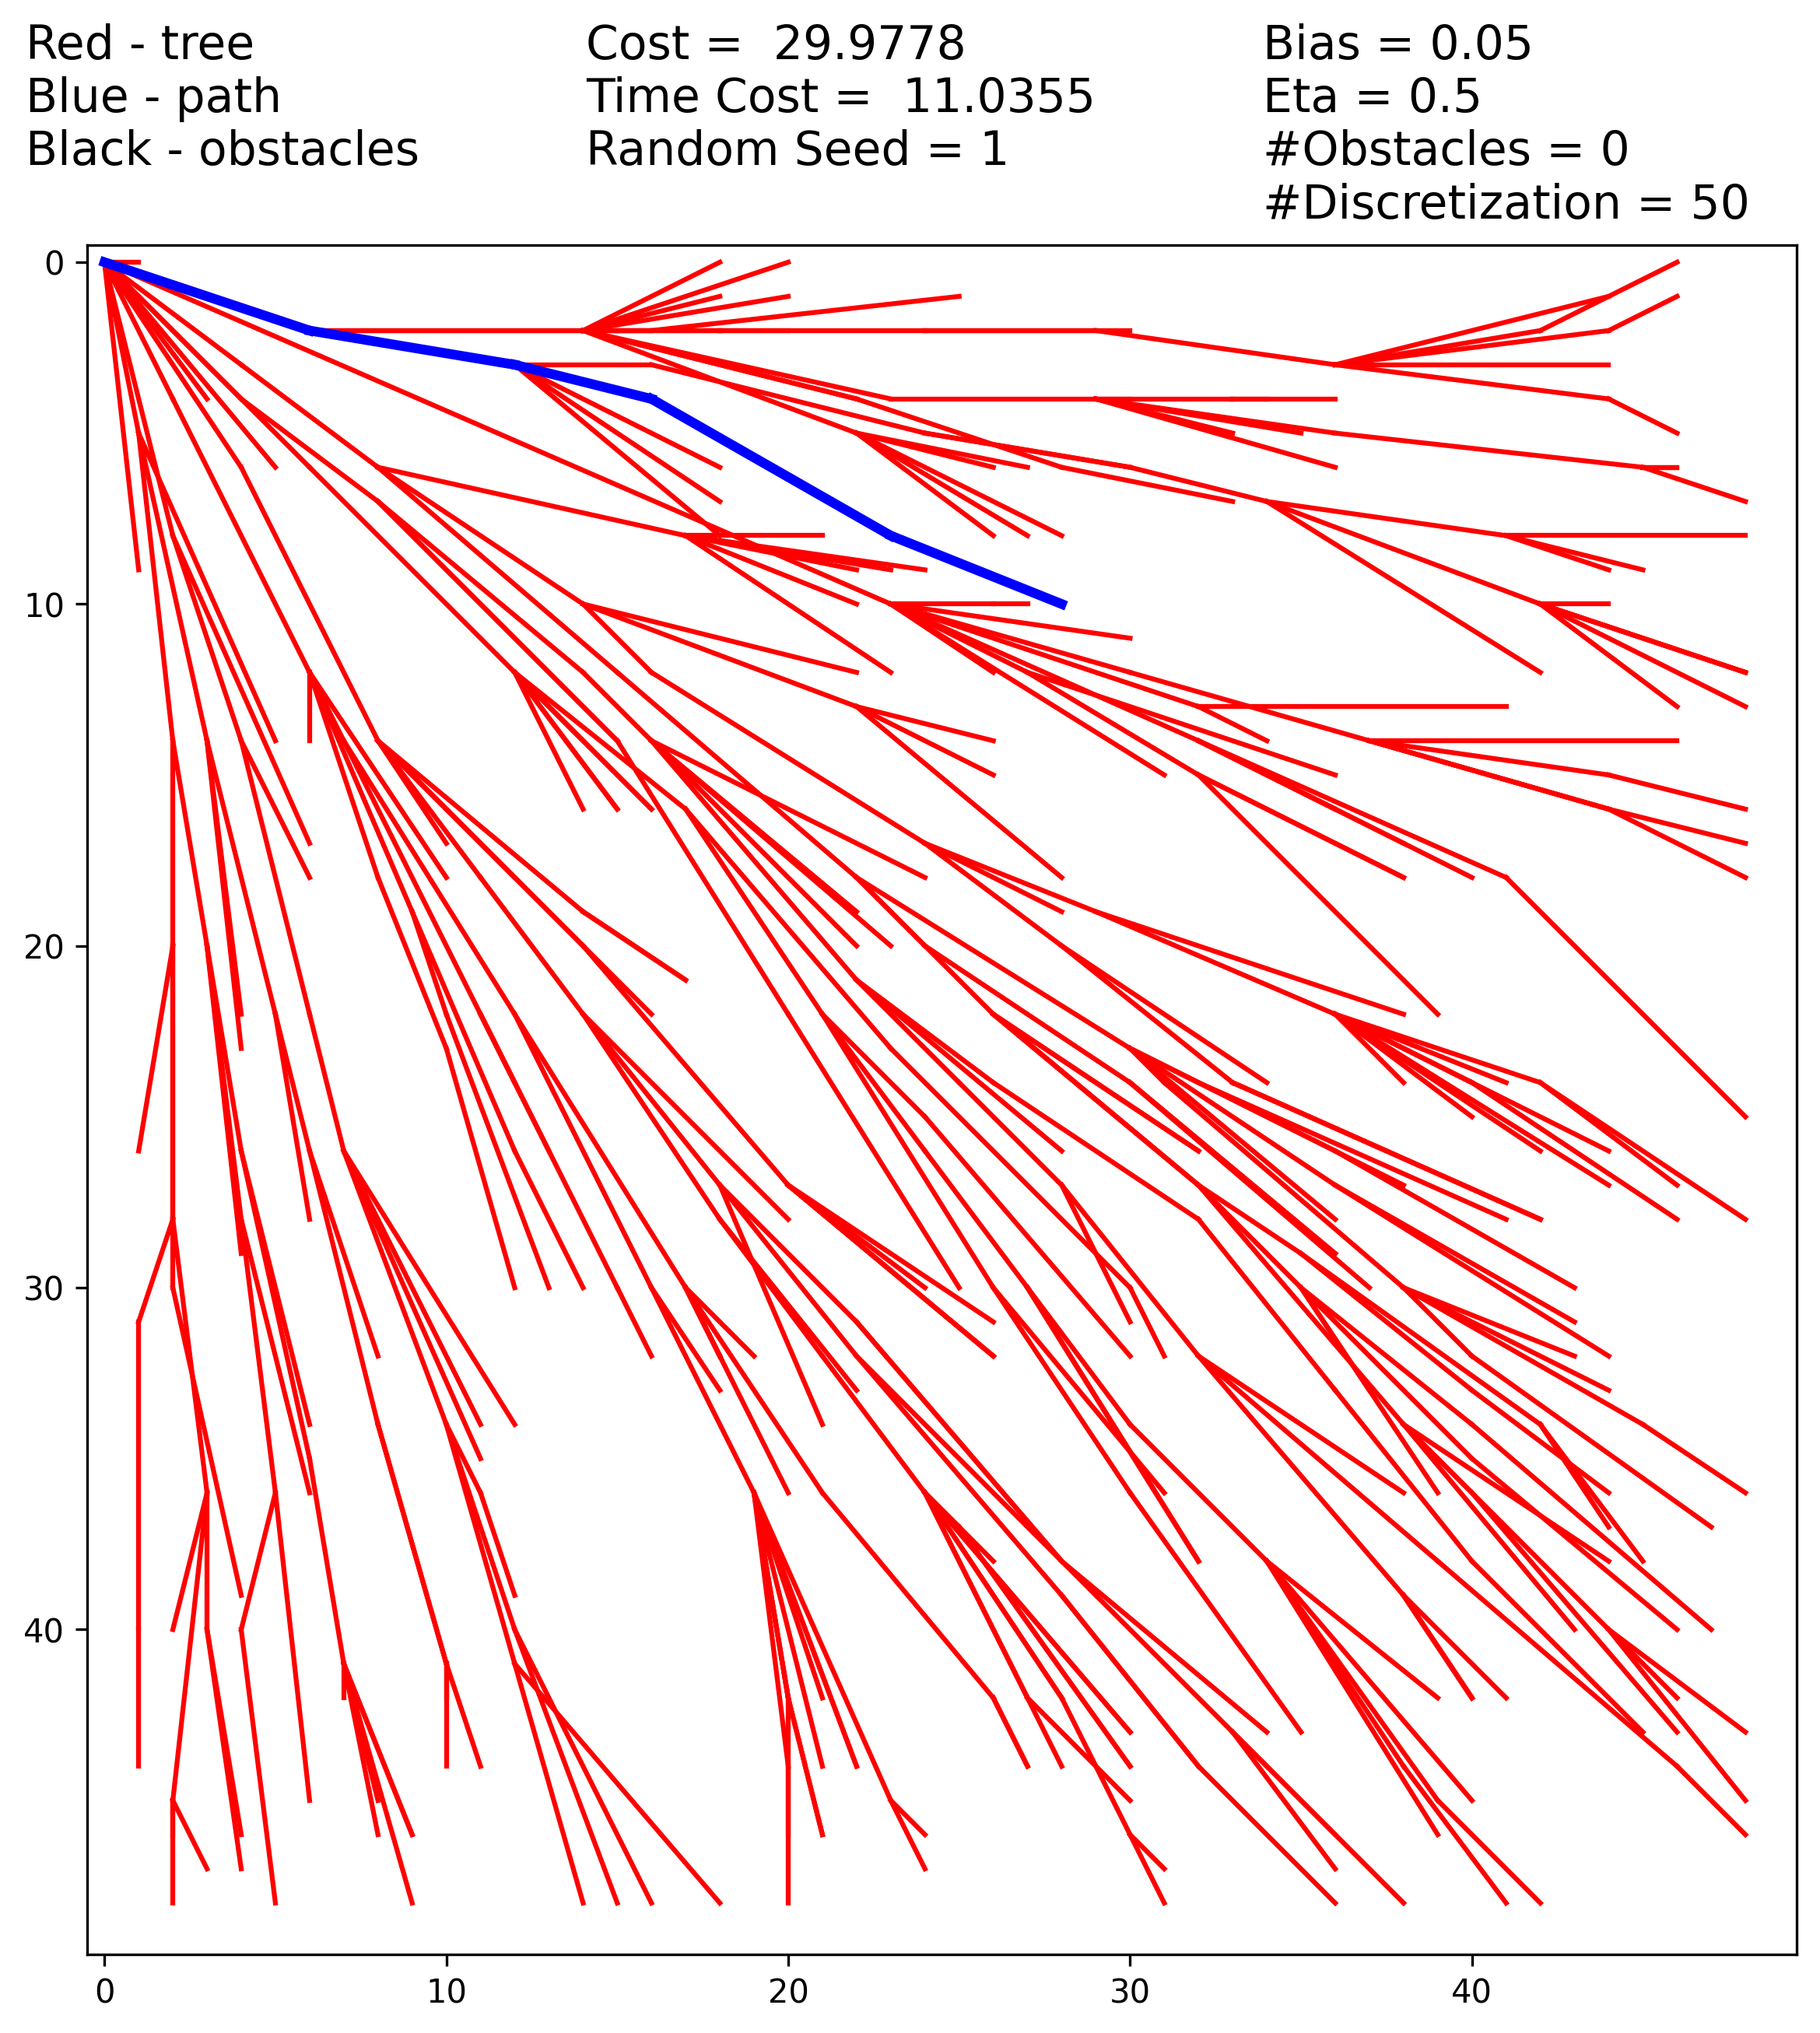 Red - tree
Blue - path
Black - obstacles
Cost =  29.9778
Time Cost =  11.0355
Random Seed = 1
Bias = 0.05
Eta = 0.5
#Obstacles = 0
#Discretization = 50
0
10
20
30
40
0
10
20
30
40